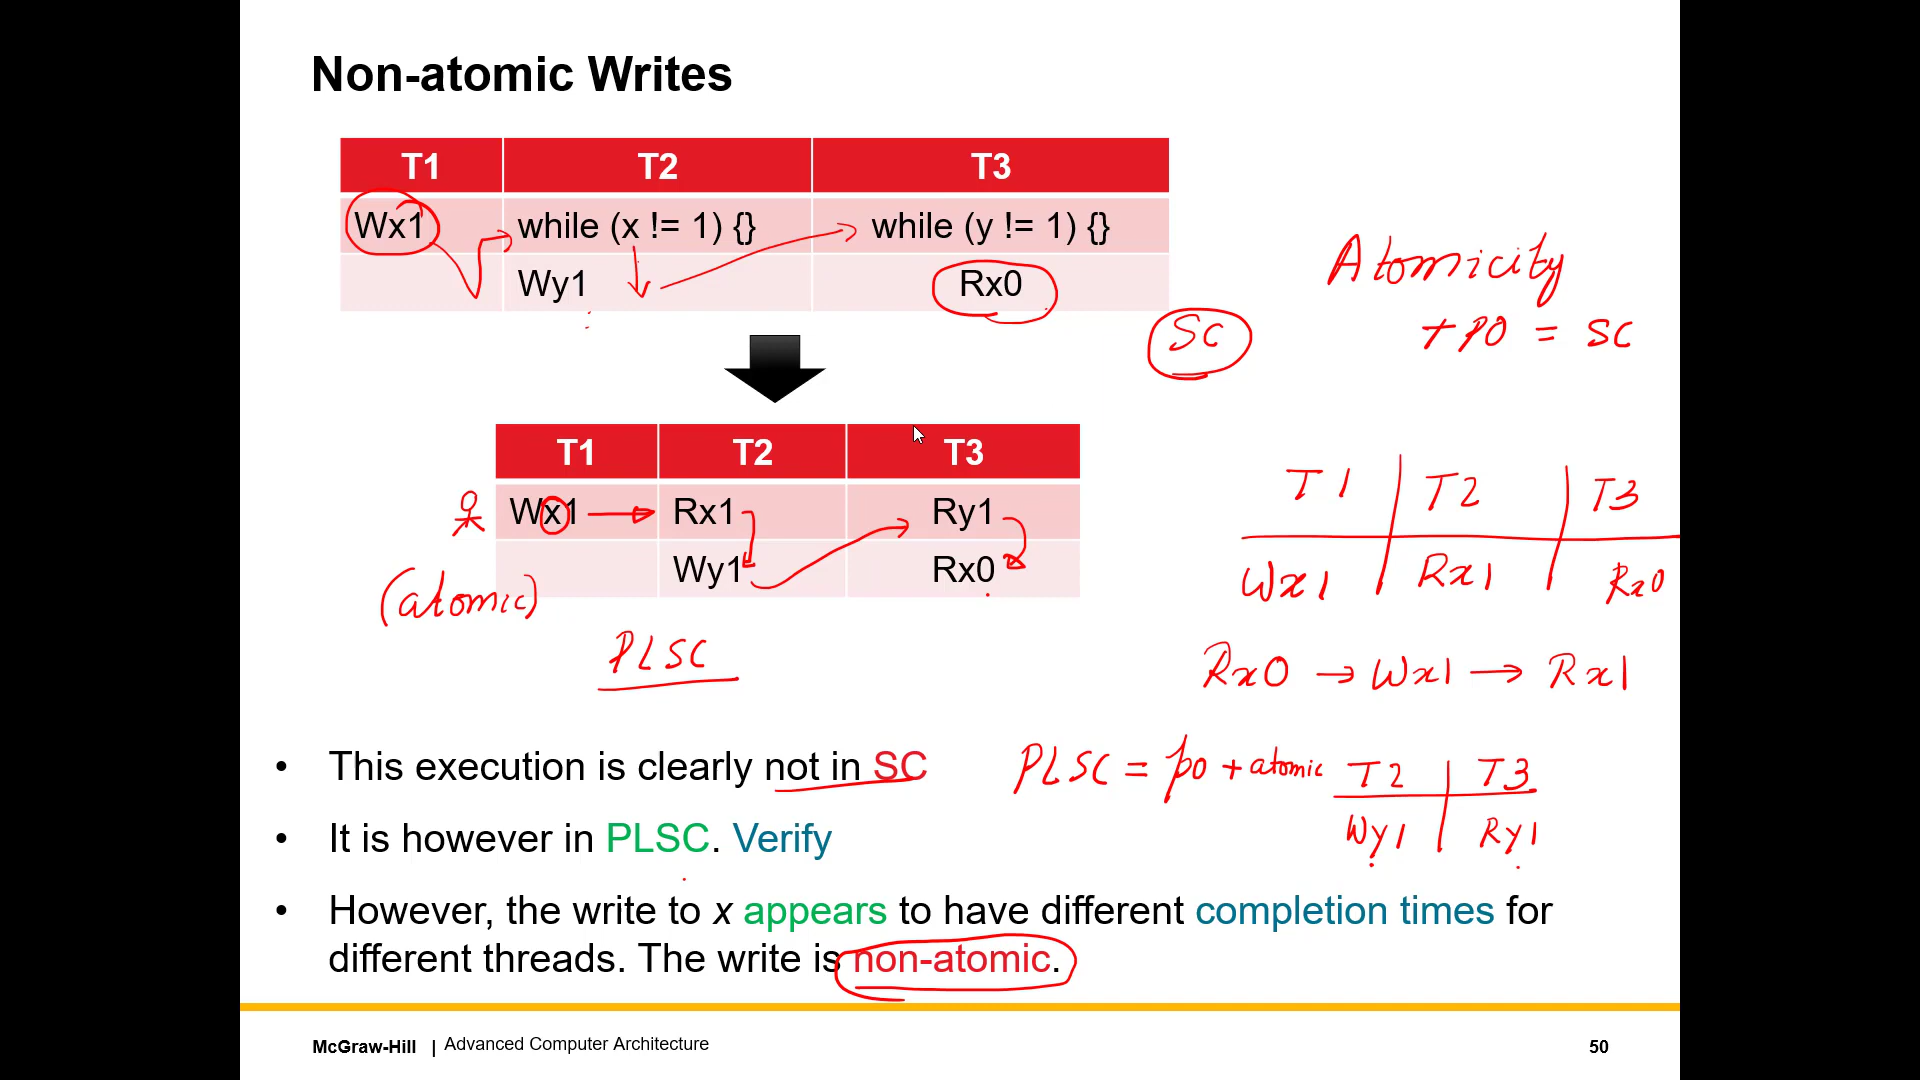 Non-atomic Writes
T1 T2 T3
Wx1 while (x != 1) {} while (y != 1) {}
Wy1 Rx0
Atomicity
SC + PO = SC
T1 T2 T3
Wx1 Rx1 Ry1
Wy1 Rx0
(atomic)
PLSC
T1 T2 T3
Wx1 Rx1 Rx0
Rx0 → Wx1 → Rx1
• This execution is clearly not in SC
PLSC = po + atomic
T2 T3
Wy1 Ry1
• It is however in PLSC. Verify
• However, the write to x appears to have different completion times for
different threads. The write is non-atomic.
McGraw-Hill | Advanced Computer Architecture 50